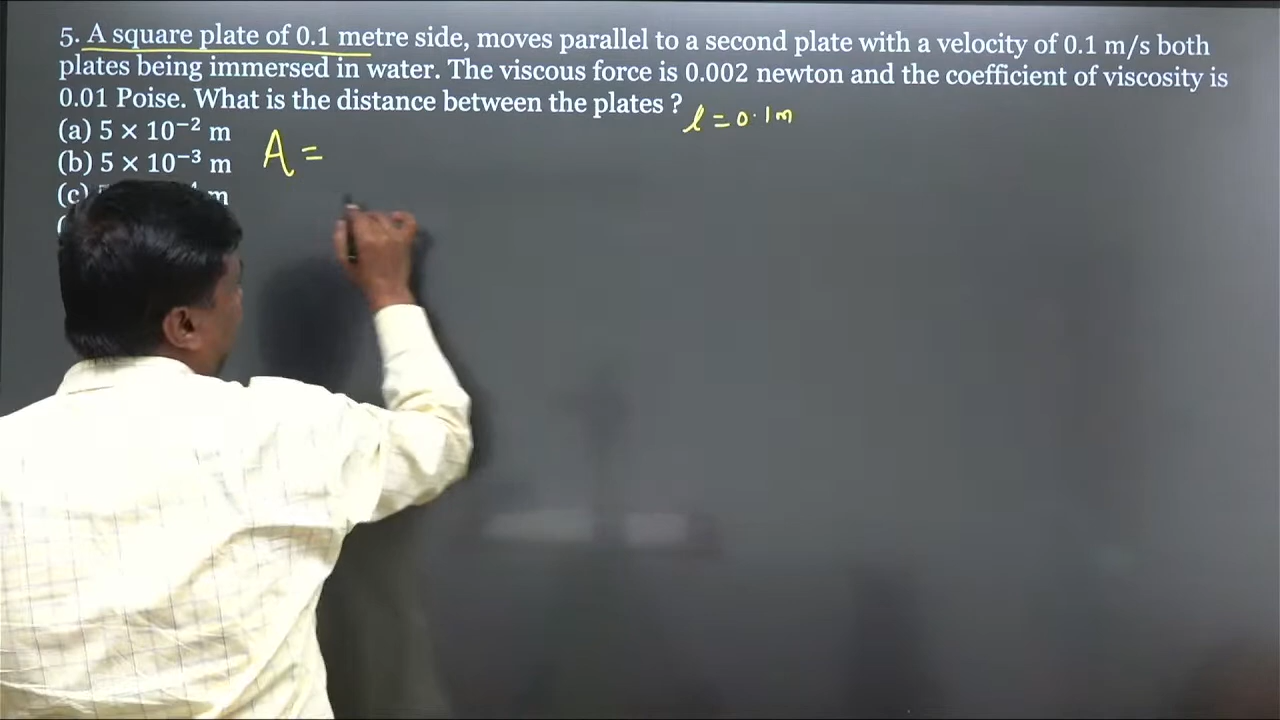 5. A square plate of 0.1 metre side, moves parallel to a second plate with a velocity of 0.1 m/s both
plates being immersed in water. The viscous force is 0.002 newton and the coefficient of viscosity is
0.01 Poise. What is the distance between the plates ?
l = 0.1m
(a) 5 × 10⁻² m
A =
(b) 5 × 10⁻³ m
(c) m
(